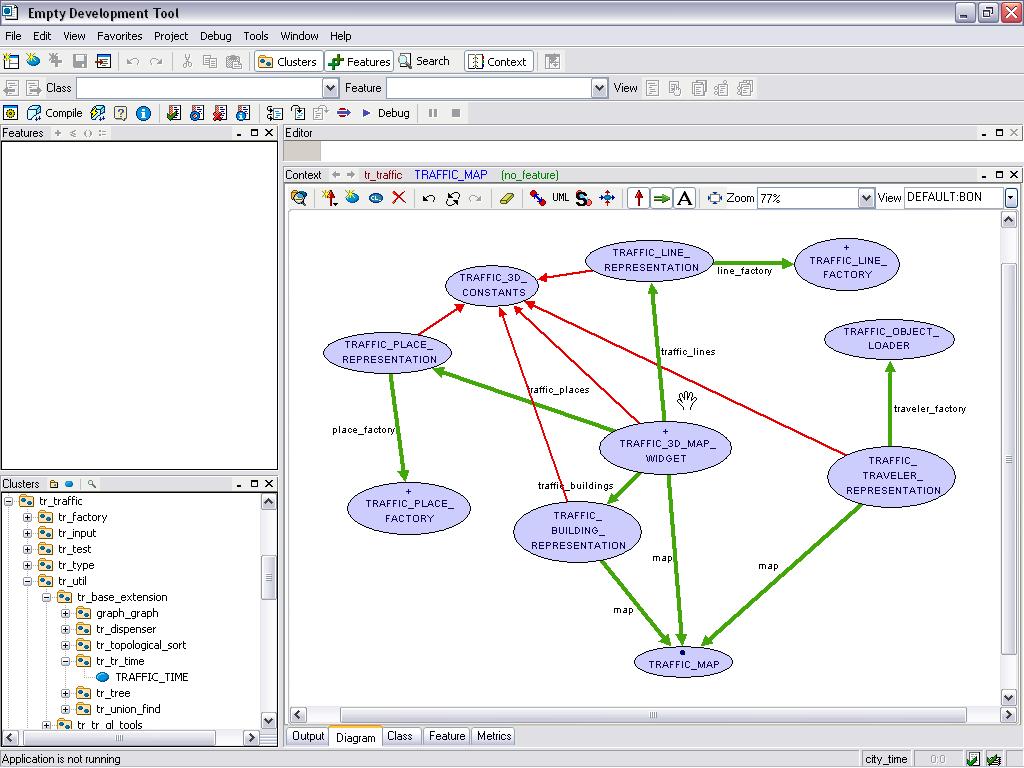 Empty Development Tool
File Edit View Favorites Project Debug Tools Window Help
Clusters Features Search Context
Class Feature View
Compile Debug
Features
Editor
Context tr_traffic TRAFFIC_MAP (no_feature)
UML A Zoom 77% View DEFAULT:BON
TRAFFIC_LINE_
REPRESENTATION
line_factory
+
TRAFFIC_LINE_
FACTORY
TRAFFIC_3D_
CONSTANTS
TRAFFIC_OBJECT_
LOADER
TRAFFIC_PLACE_
REPRESENTATION
traffic_lines
traffic_places
traveler_factory
place_factory
+
TRAFFIC_3D_MAP_
WIDGET
TRAFFIC_
TRAVELER_
REPRESENTATION
traffic_buildings
+
TRAFFIC_PLACE_
FACTORY
TRAFFIC_
BUILDING_
REPRESENTATION
map
map
map
TRAFFIC_MAP
Clusters
tr_traffic
tr_factory
tr_input
tr_test
tr_type
tr_util
tr_base_extension
graph_graph
tr_dispenser
tr_topological_sort
tr_tr_time
TRAFFIC_TIME
tr_tree
tr_union_find
tr_tr_gl_tools
Output Diagram Class Feature Metrics
Application is not running
city_time 0:0